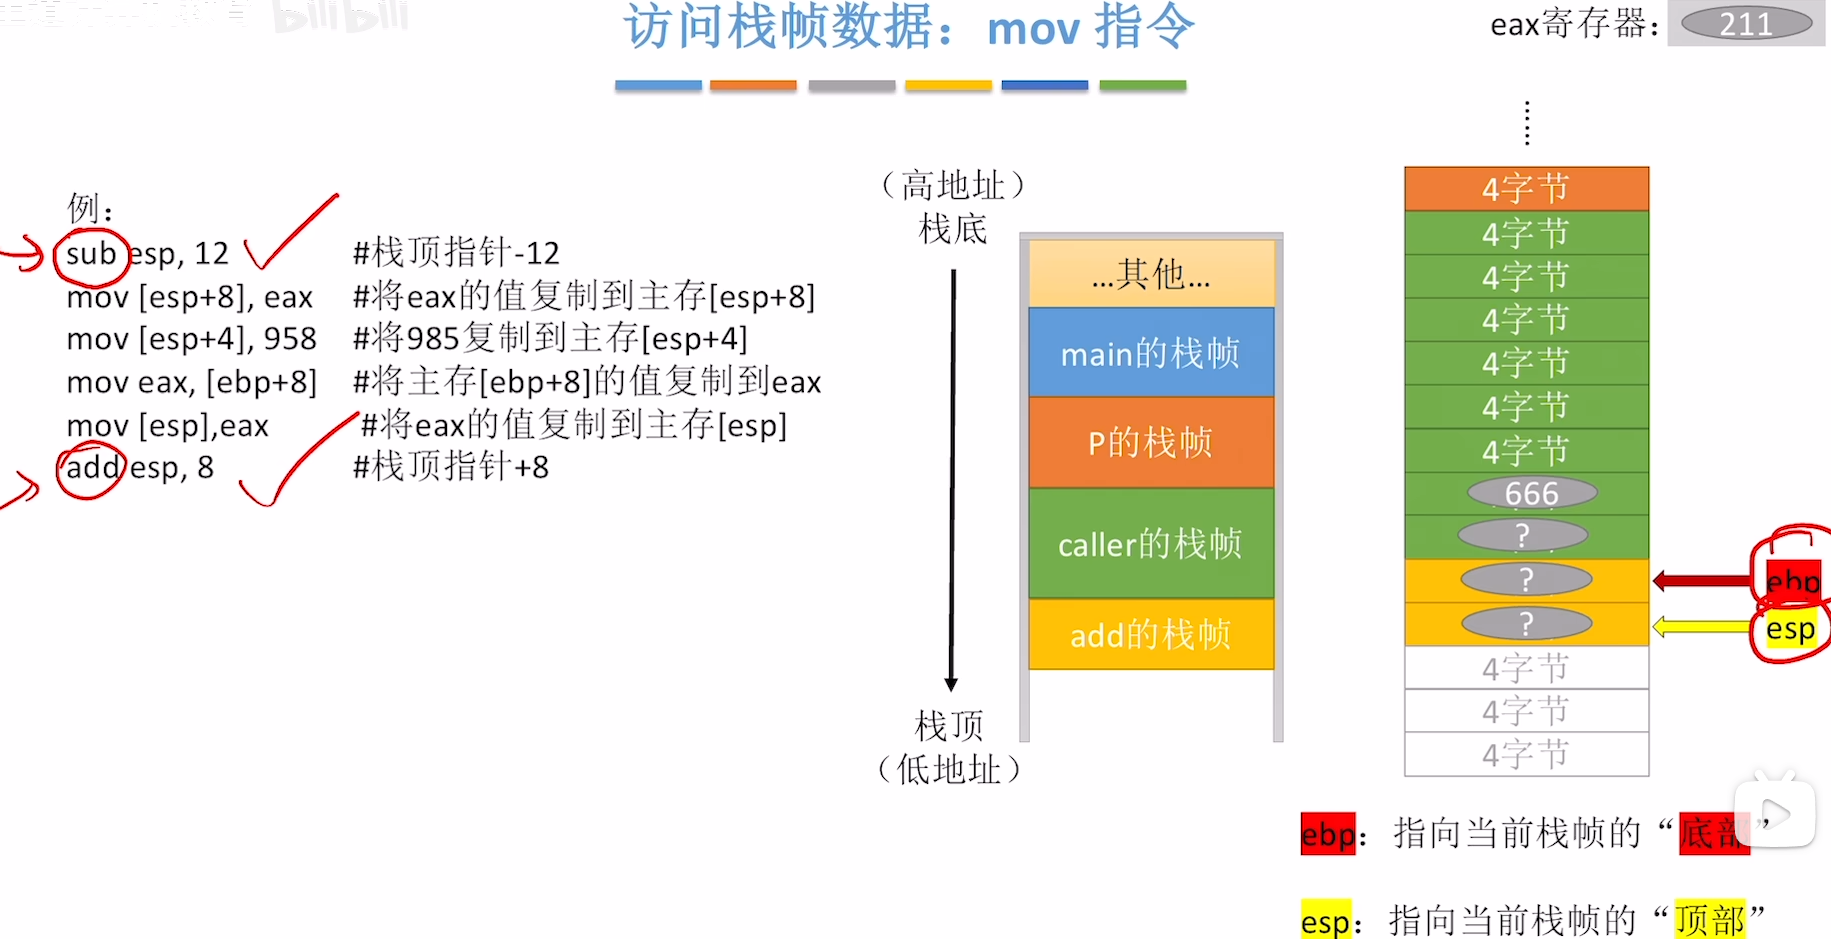 bilibili
访问栈帧数据：mov 指令
eax寄存器：
211
例：
sub esp, 12 #栈顶指针-12
mov [esp+8], eax #将eax的值复制到主存[esp+8]
mov [esp+4], 958 #将985复制到主存[esp+4]
mov eax, [ebp+8] #将主存[ebp+8]的值复制到eax
mov [esp],eax #将eax的值复制到主存[esp]
add esp, 8 #栈顶指针+8
（高地址）
栈底
栈顶
（低地址）
...其他...
main的栈帧
P的栈帧
caller的栈帧
add的栈帧
4字节
4字节
4字节
4字节
4字节
4字节
4字节
666
?
?
?
4字节
4字节
4字节
ebp
esp
ebp：指向当前栈帧的“底部”
esp：指向当前栈帧的“顶部”